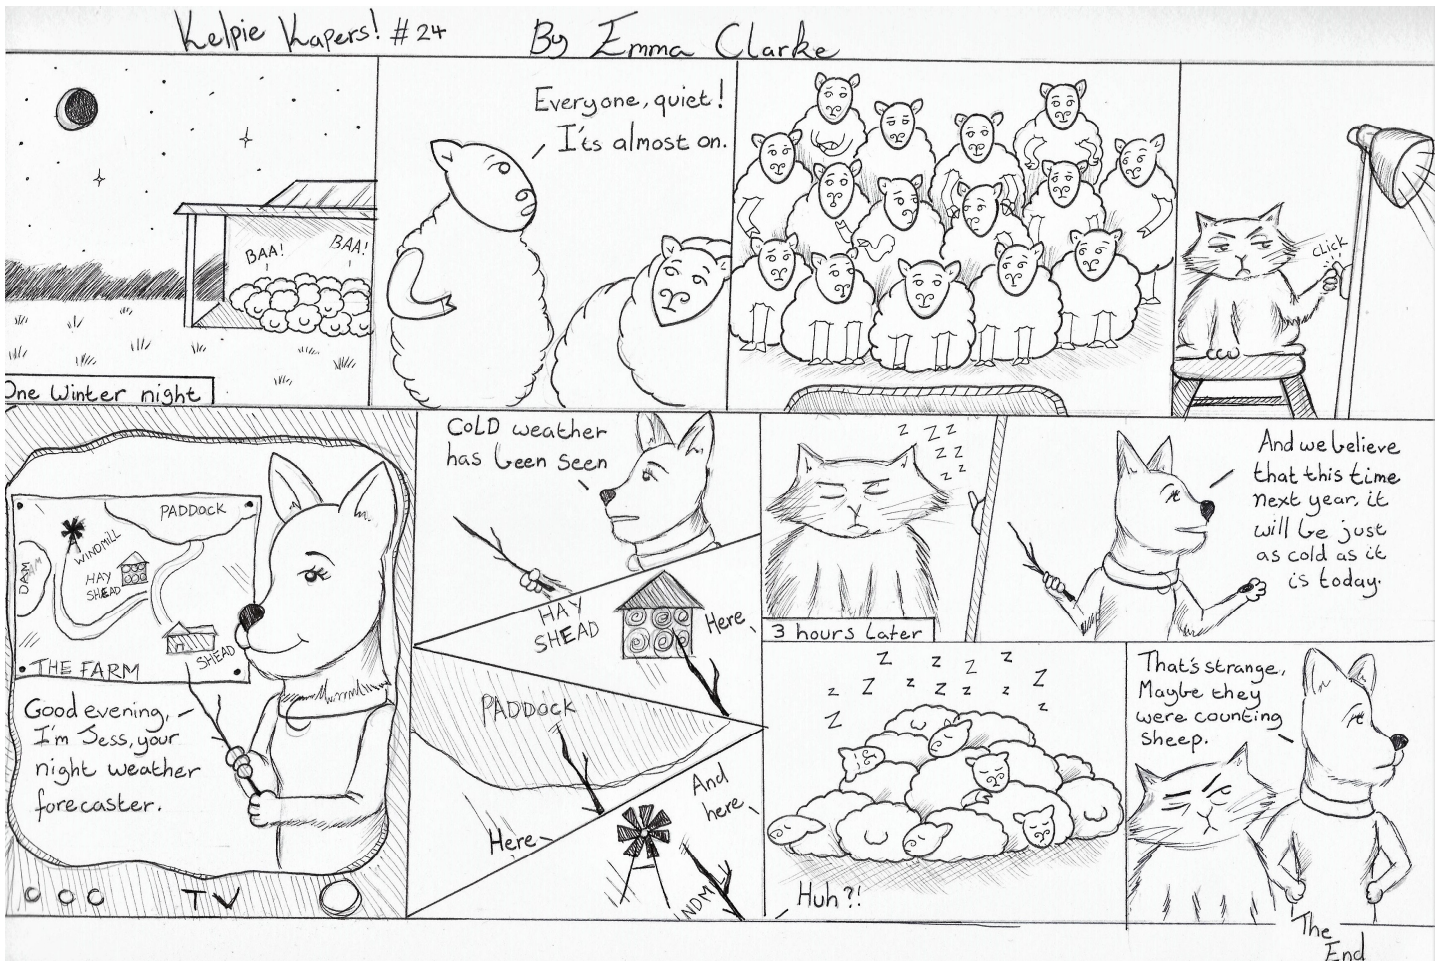 Kelpie Kapers! # 24 By Emma Clarke
BAA!
BAA!
One Winter night
Everyone, quiet!
I'ts almost on.
CLICK
PADDOCK
WINDMILL
DAM
HAY
SHEAD
SHEAD
THE FARM
Good evening,
I'm Jess, your
night weather
forecaster.
TV
COLD weather
has been seen
HAY
SHEAD
Here
PADDOCK
Here
And
here
NDMILL
z z z
z z z
z z
z
3 hours later
And we believe
that this time
next year, it
will be just
as cold as it
is today.
z z z z
z z z z z z
z z
Huh?!
That's strange,
Maybe they
were counting
sheep.
The
End